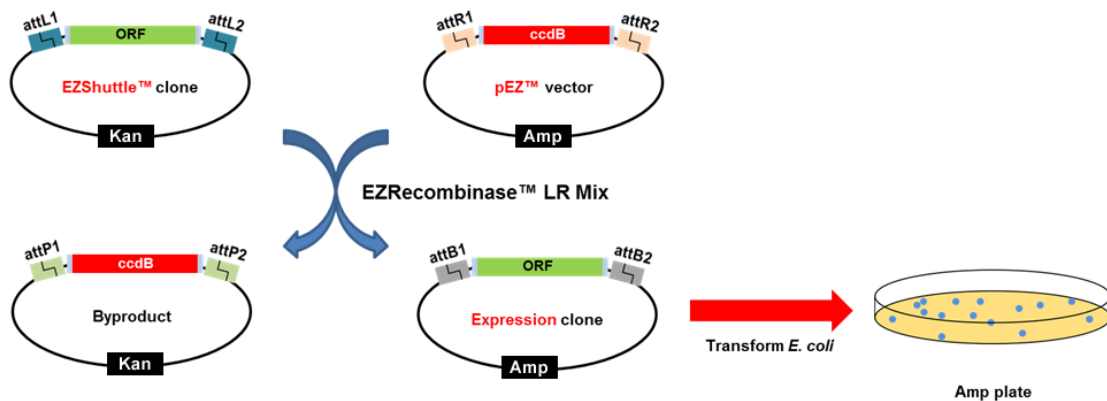 attL1
attL2
ORF
EZShuttle™ clone
Kan
attR1
attR2
ccdB
pEZ™ vector
Amp
EZRecombinase™ LR Mix
attP1
attP2
ccdB
Byproduct
Kan
attB1
attB2
ORF
Expression clone
Amp
Transform E. coli
Amp plate